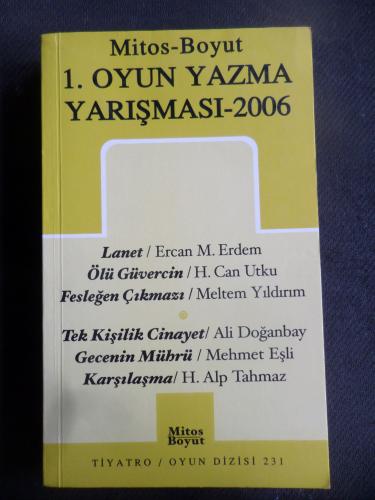 Mitos-Boyut
1. OYUN YAZMA
YARIŞMASI-2006
Lanet / Ercan M. Erdem
Ölü Güvercin / H. Can Utku
Fesleğen Çıkmazı / Meltem Yıldırım
Tek Kişilik Cinayet/ Ali Doğanbay
Gecenin Mührü / Mehmet Eşli
Karşılaşma/ H. Alp Tahmaz
Mitos
Boyut
TİYATRO / OYUN DİZİSİ 231